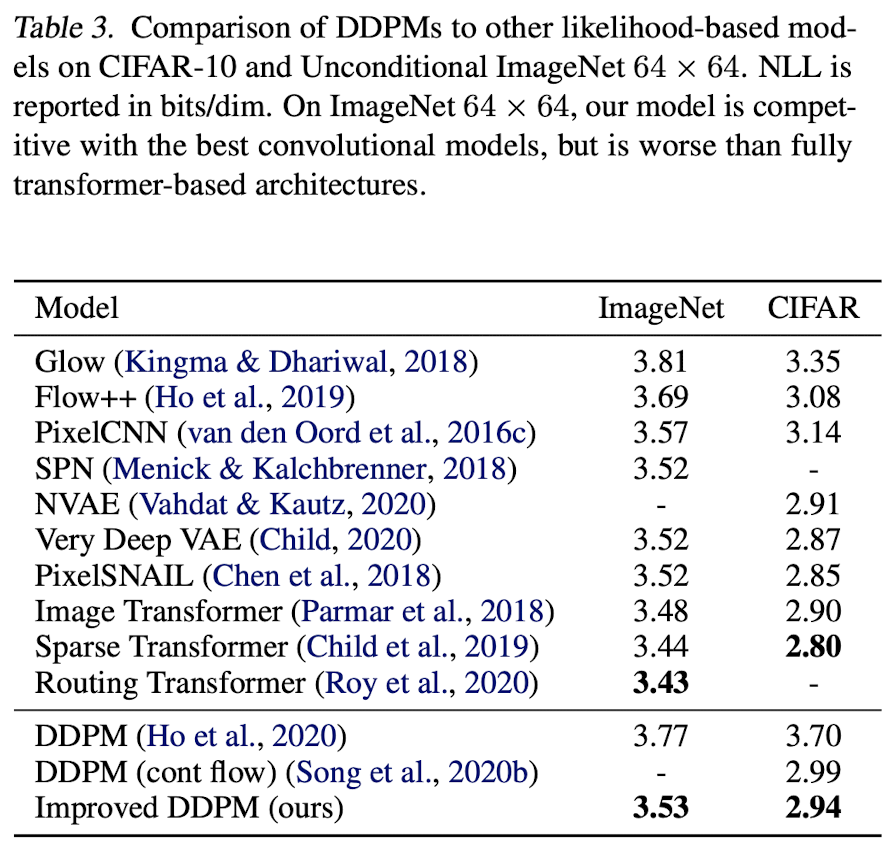 Table 3. Comparison of DDPMs to other likelihood-based mod-
els on CIFAR-10 and Unconditional ImageNet 64 × 64. NLL is
reported in bits/dim. On ImageNet 64 × 64, our model is compet-
itive with the best convolutional models, but is worse than fully
transformer-based architectures.
Model ImageNet CIFAR
Glow (Kingma & Dhariwal, 2018) 3.81 3.35
Flow++ (Ho et al., 2019) 3.69 3.08
PixelCNN (van den Oord et al., 2016c) 3.57 3.14
SPN (Menick & Kalchbrenner, 2018) 3.52 -
NVAE (Vahdat & Kautz, 2020) - 2.91
Very Deep VAE (Child, 2020) 3.52 2.87
PixelSNAIL (Chen et al., 2018) 3.52 2.85
Image Transformer (Parmar et al., 2018) 3.48 2.90
Sparse Transformer (Child et al., 2019) 3.44 2.80
Routing Transformer (Roy et al., 2020) 3.43 -
DDPM (Ho et al., 2020) 3.77 3.70
DDPM (cont flow) (Song et al., 2020b) - 2.99
Improved DDPM (ours) 3.53 2.94